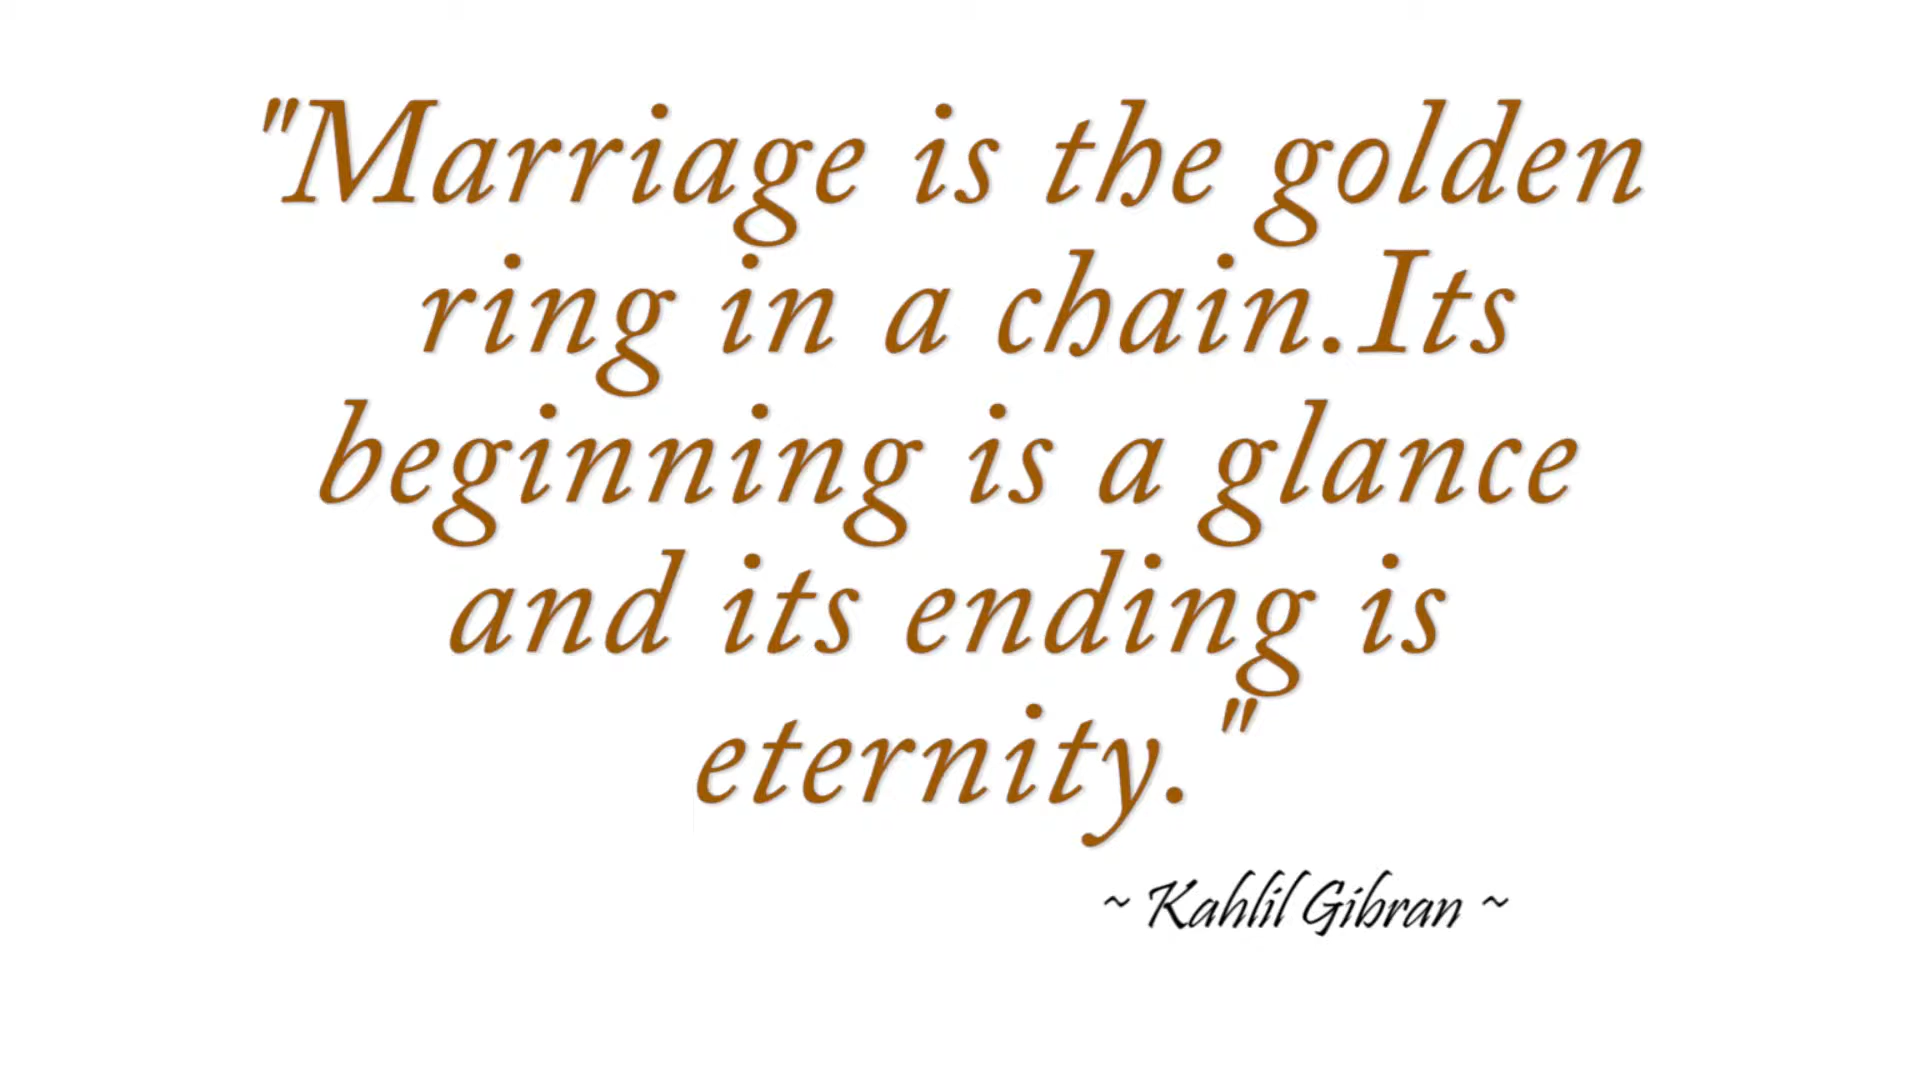 "Marriage is the golden
ring in a chain.Its
beginning is a glance
and its ending is
eternity."
~ Kahlil Gibran ~